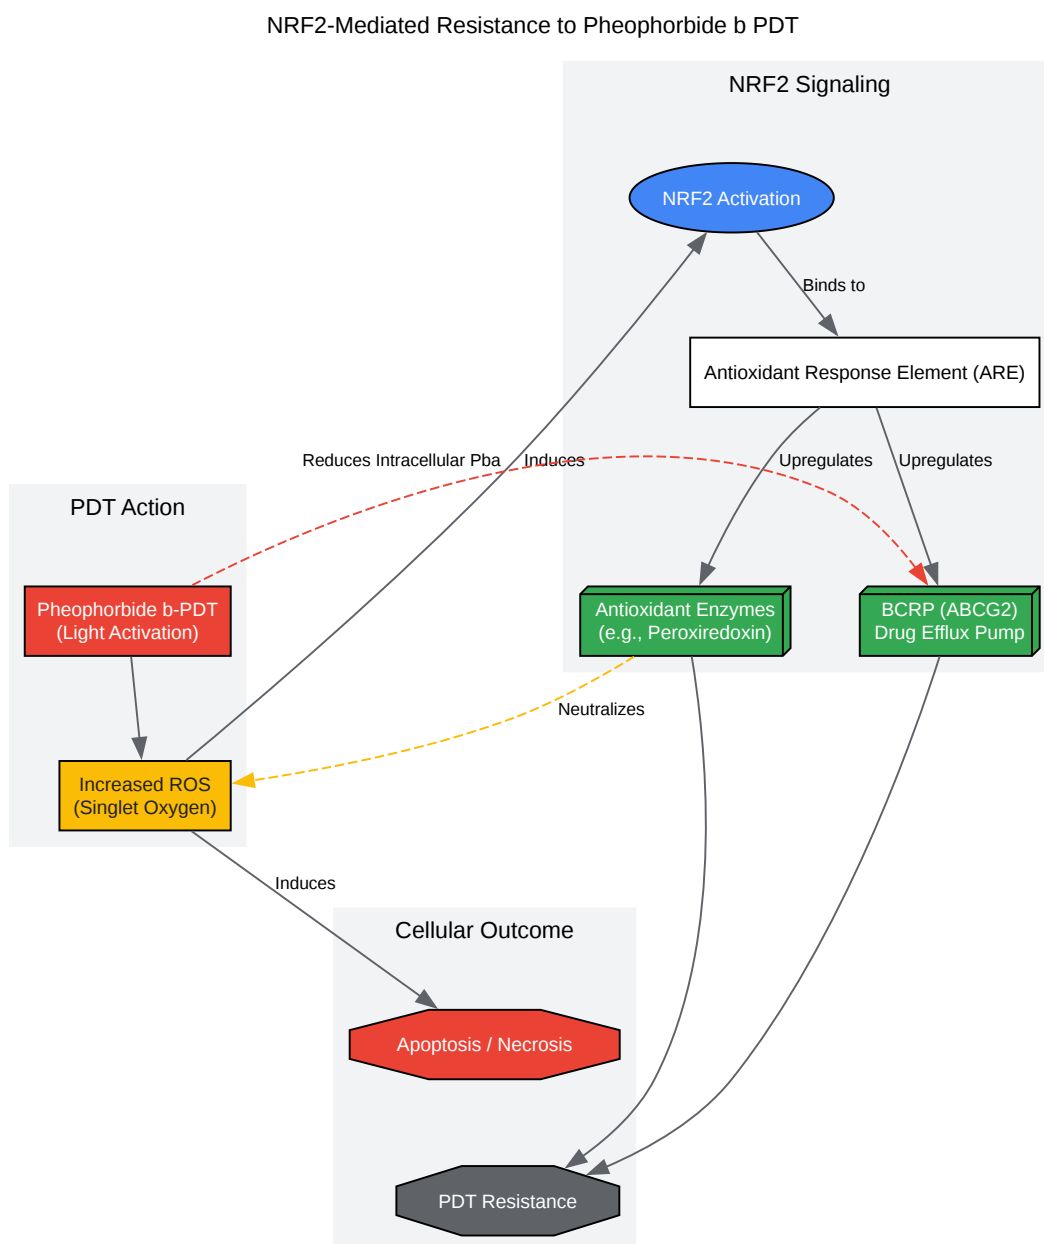 NRF2-Mediated Resistance to Pheophorbide b PDT
NRF2 Signaling
NRF2 Activation
Binds to
Antioxidant Response Element (ARE)
Reduces Intracellular Pba
Induces
Upregulates
Upregulates
PDT Action
Pheophorbide b-PDT
(Light Activation)
Antioxidant Enzymes
(e.g., Peroxiredoxin)
BCRP (ABCG2)
Drug Efflux Pump
Neutralizes
Increased ROS
(Singlet Oxygen)
Induces
Cellular Outcome
Apoptosis / Necrosis
PDT Resistance